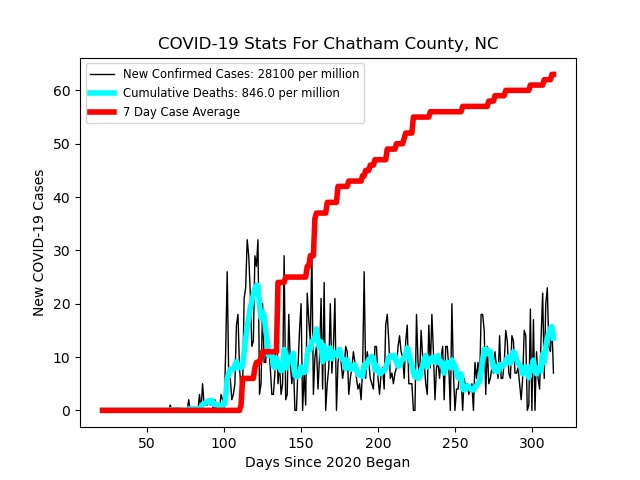 COVID-19 Stats For Chatham County, NC
New Confirmed Cases: 28100 per million
Cumulative Deaths: 846.0 per million
7 Day Case Average
60
50
40
30
20
10
0
New COVID-19 Cases
50 100 150 200 250 300
Days Since 2020 Began